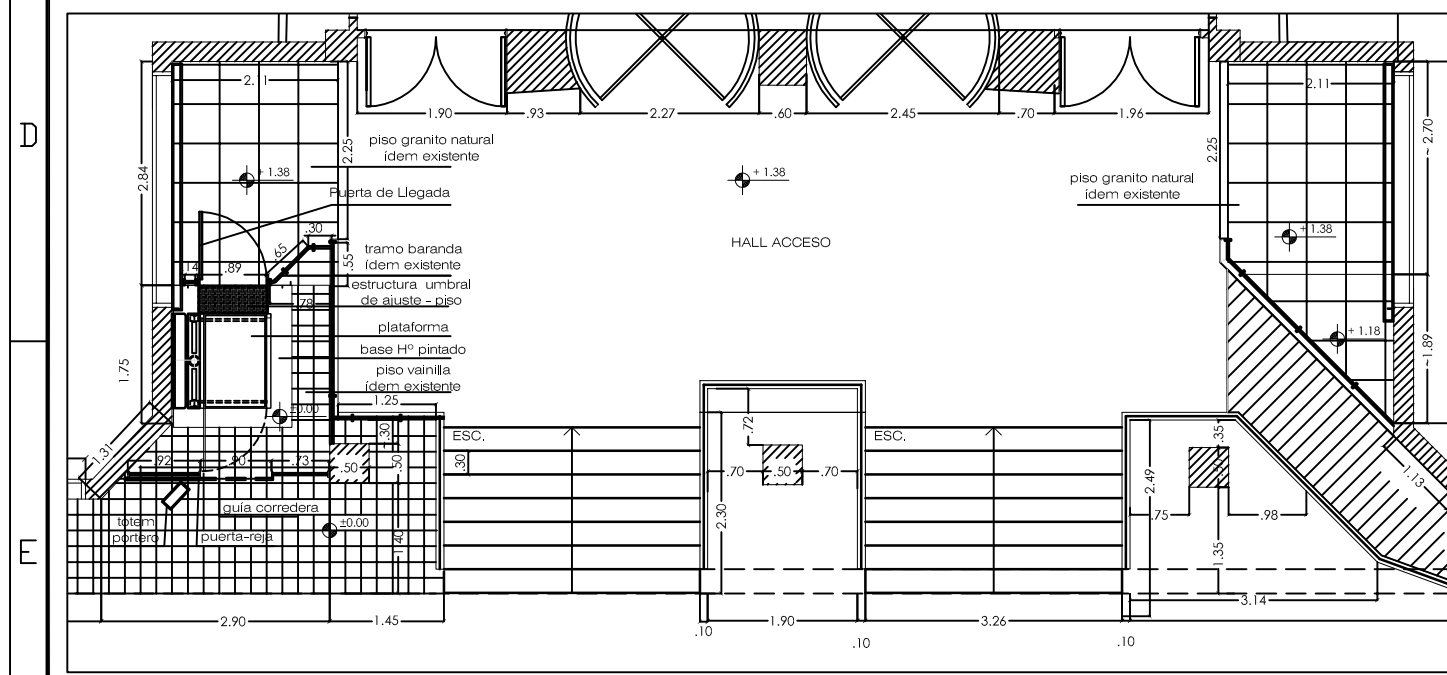 D
E
2.11
1.90
.93
2.27
.60
2.45
.70
1.96
2.11
~ 2.70
2.84
+ 1.38
piso granito natural
ídem existente
2.25
+ 1.38
2.25
piso granito natural
ídem existente
Puerta de Llegada
+ 1.38
.30
.65
.55
HALL ACCESO
tramo baranda
ídem existente
.14
.89
estructura umbral
de ajuste - piso
.78
plataforma
+ 1.18
~1.89
base Hº pintado
1.75
piso vainilla
ídem existente
±0.00
1.25
.72
ESC.
.30
ESC.
.35
1.31
.92
.90
.73
.50
.50
.30
.70
.50
.70
.50
1.13
2.49
2.30
guía corredera
.75
.98
totem
portero
puerta-reja
±0.00
1.40
1.35
2.90
1.45
1.90
3.26
3.14
.10
.10
.10